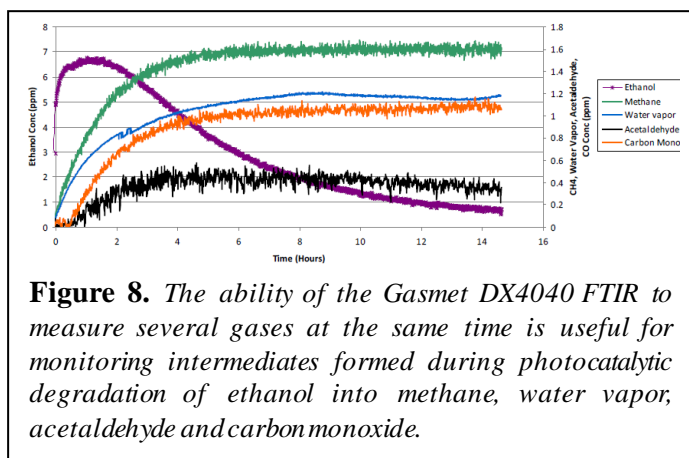 8
7
6
5
4
3
2
1
0
Ethanol Conc (ppm)
1.8
1.6
1.4
1.2
1
0.8
0.6
0.4
0.2
0
CH4, Water Vapor, Acetaldehyde,
CO Conc (ppm)
0 2 4 6 8 10 12 14 16
Time (Hours)
Ethanol
Methane
Water vapor
Acetaldehyde
Carbon Mono
Figure 8. The ability of the Gasmet DX4040 FTIR to
measure several gases at the same time is useful for
monitoring intermediates formed during photocatalytic
degradation of ethanol into methane, water vapor,
acetaldehyde and carbon monoxide.